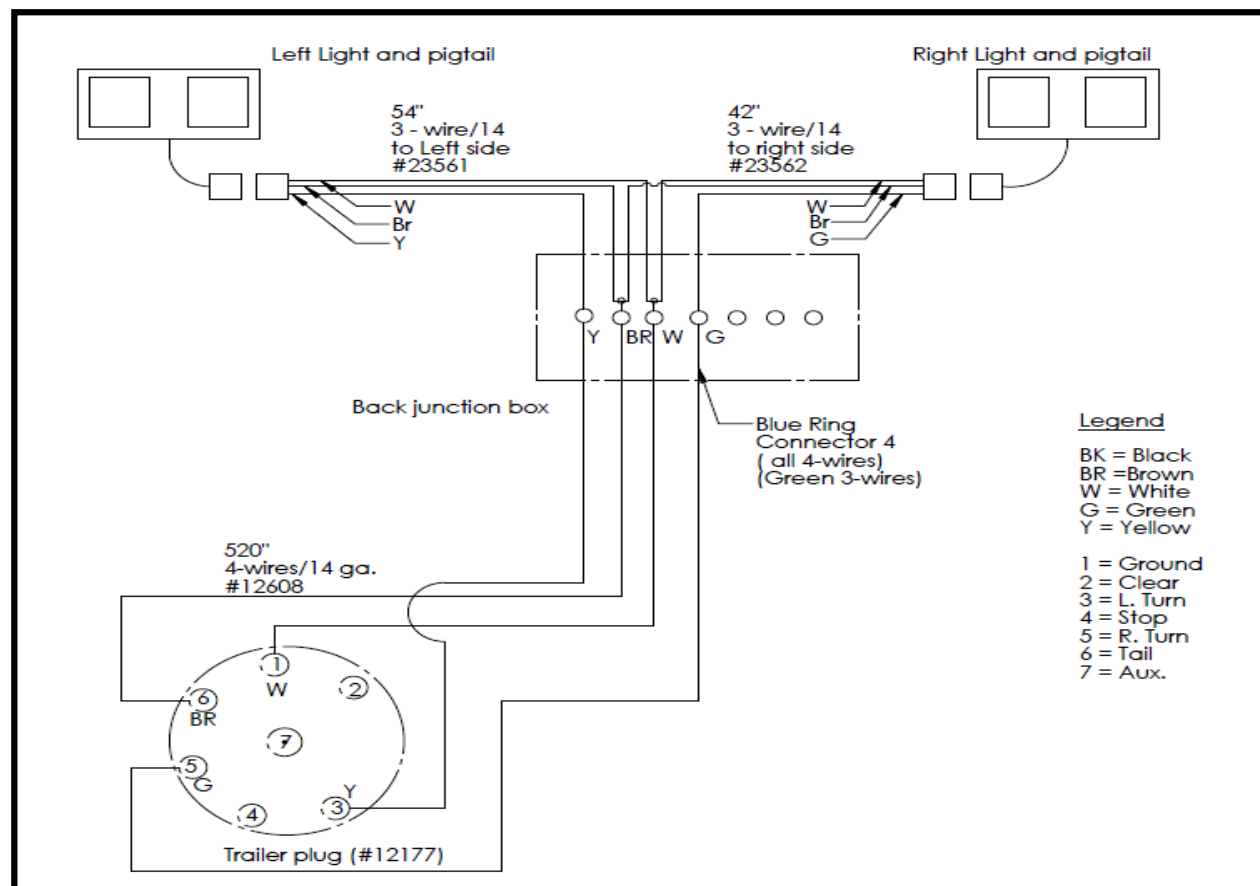 Left Light and pigtail
Right Light and pigtail
54"
3 - wire/14
to Left side
#23561
42"
3 - wire/14
to right side
#23562
W
Br
Y
W
Br
G
Y
BR
W
G
Back junction box
Blue Ring
Connector 4
( all 4-wires)
(Green 3-wires)
Legend
BK = Black
BR =Brown
W = White
G = Green
Y = Yellow
1 = Ground
2 = Clear
3 = L. Turn
4 = Stop
5 = R. Turn
6 = Tail
7 = Aux.
520"
4-wires/14 ga.
#12608
1
W
2
6
BR
7
5
G
Y
3
4
Trailer plug (#12177)